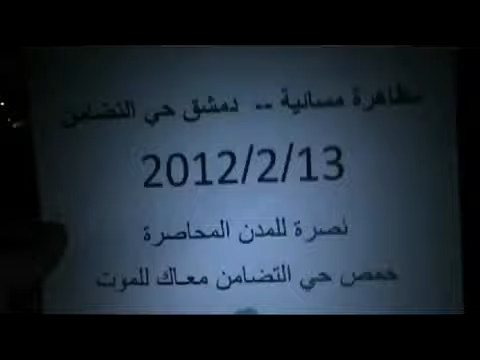 مظاهرة مسائية -- دمشق حي التضامن
2012/2/13
نصرة للمدن المحاصرة
حمص حي التضامن معاك للموت